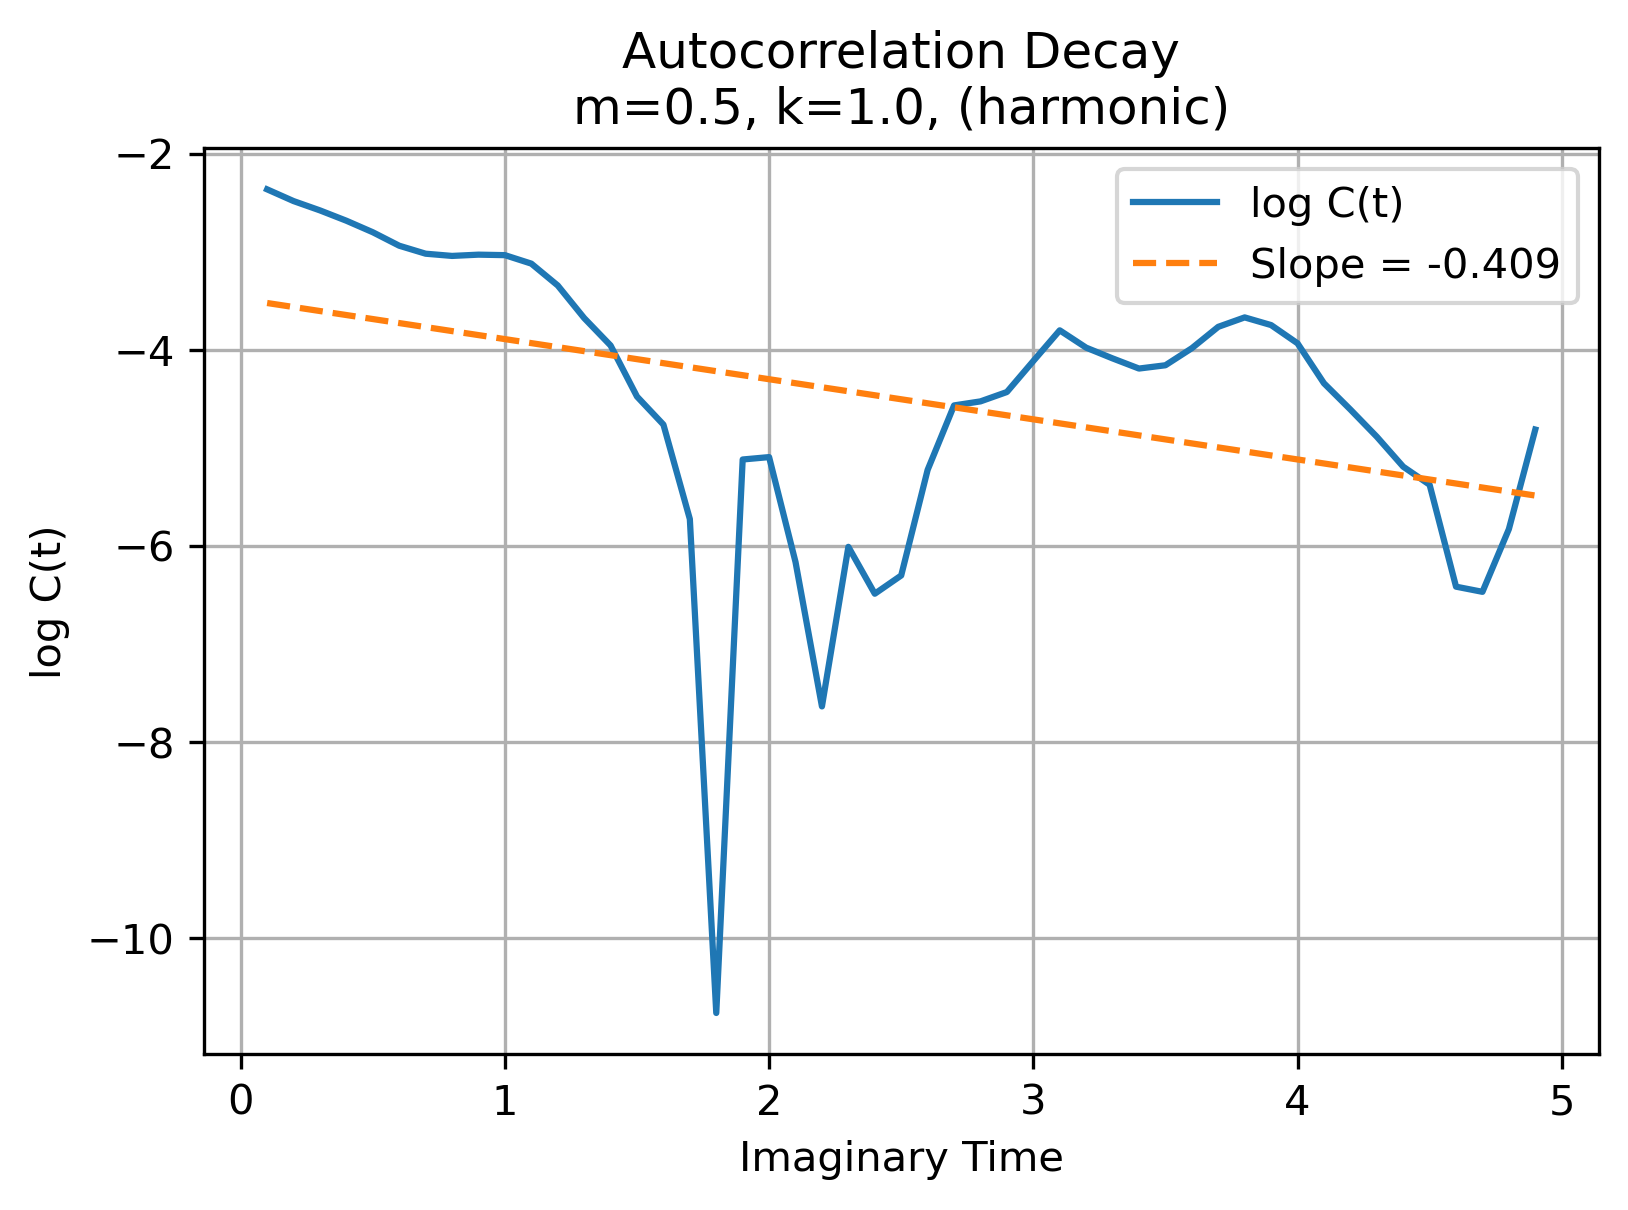 Autocorrelation Decay
m=0.5, k=1.0, (harmonic)
log C(t)
Slope = -0.409
−2
−4
−6
−8
−10
log C(t)
0 1 2 3 4 5
Imaginary Time